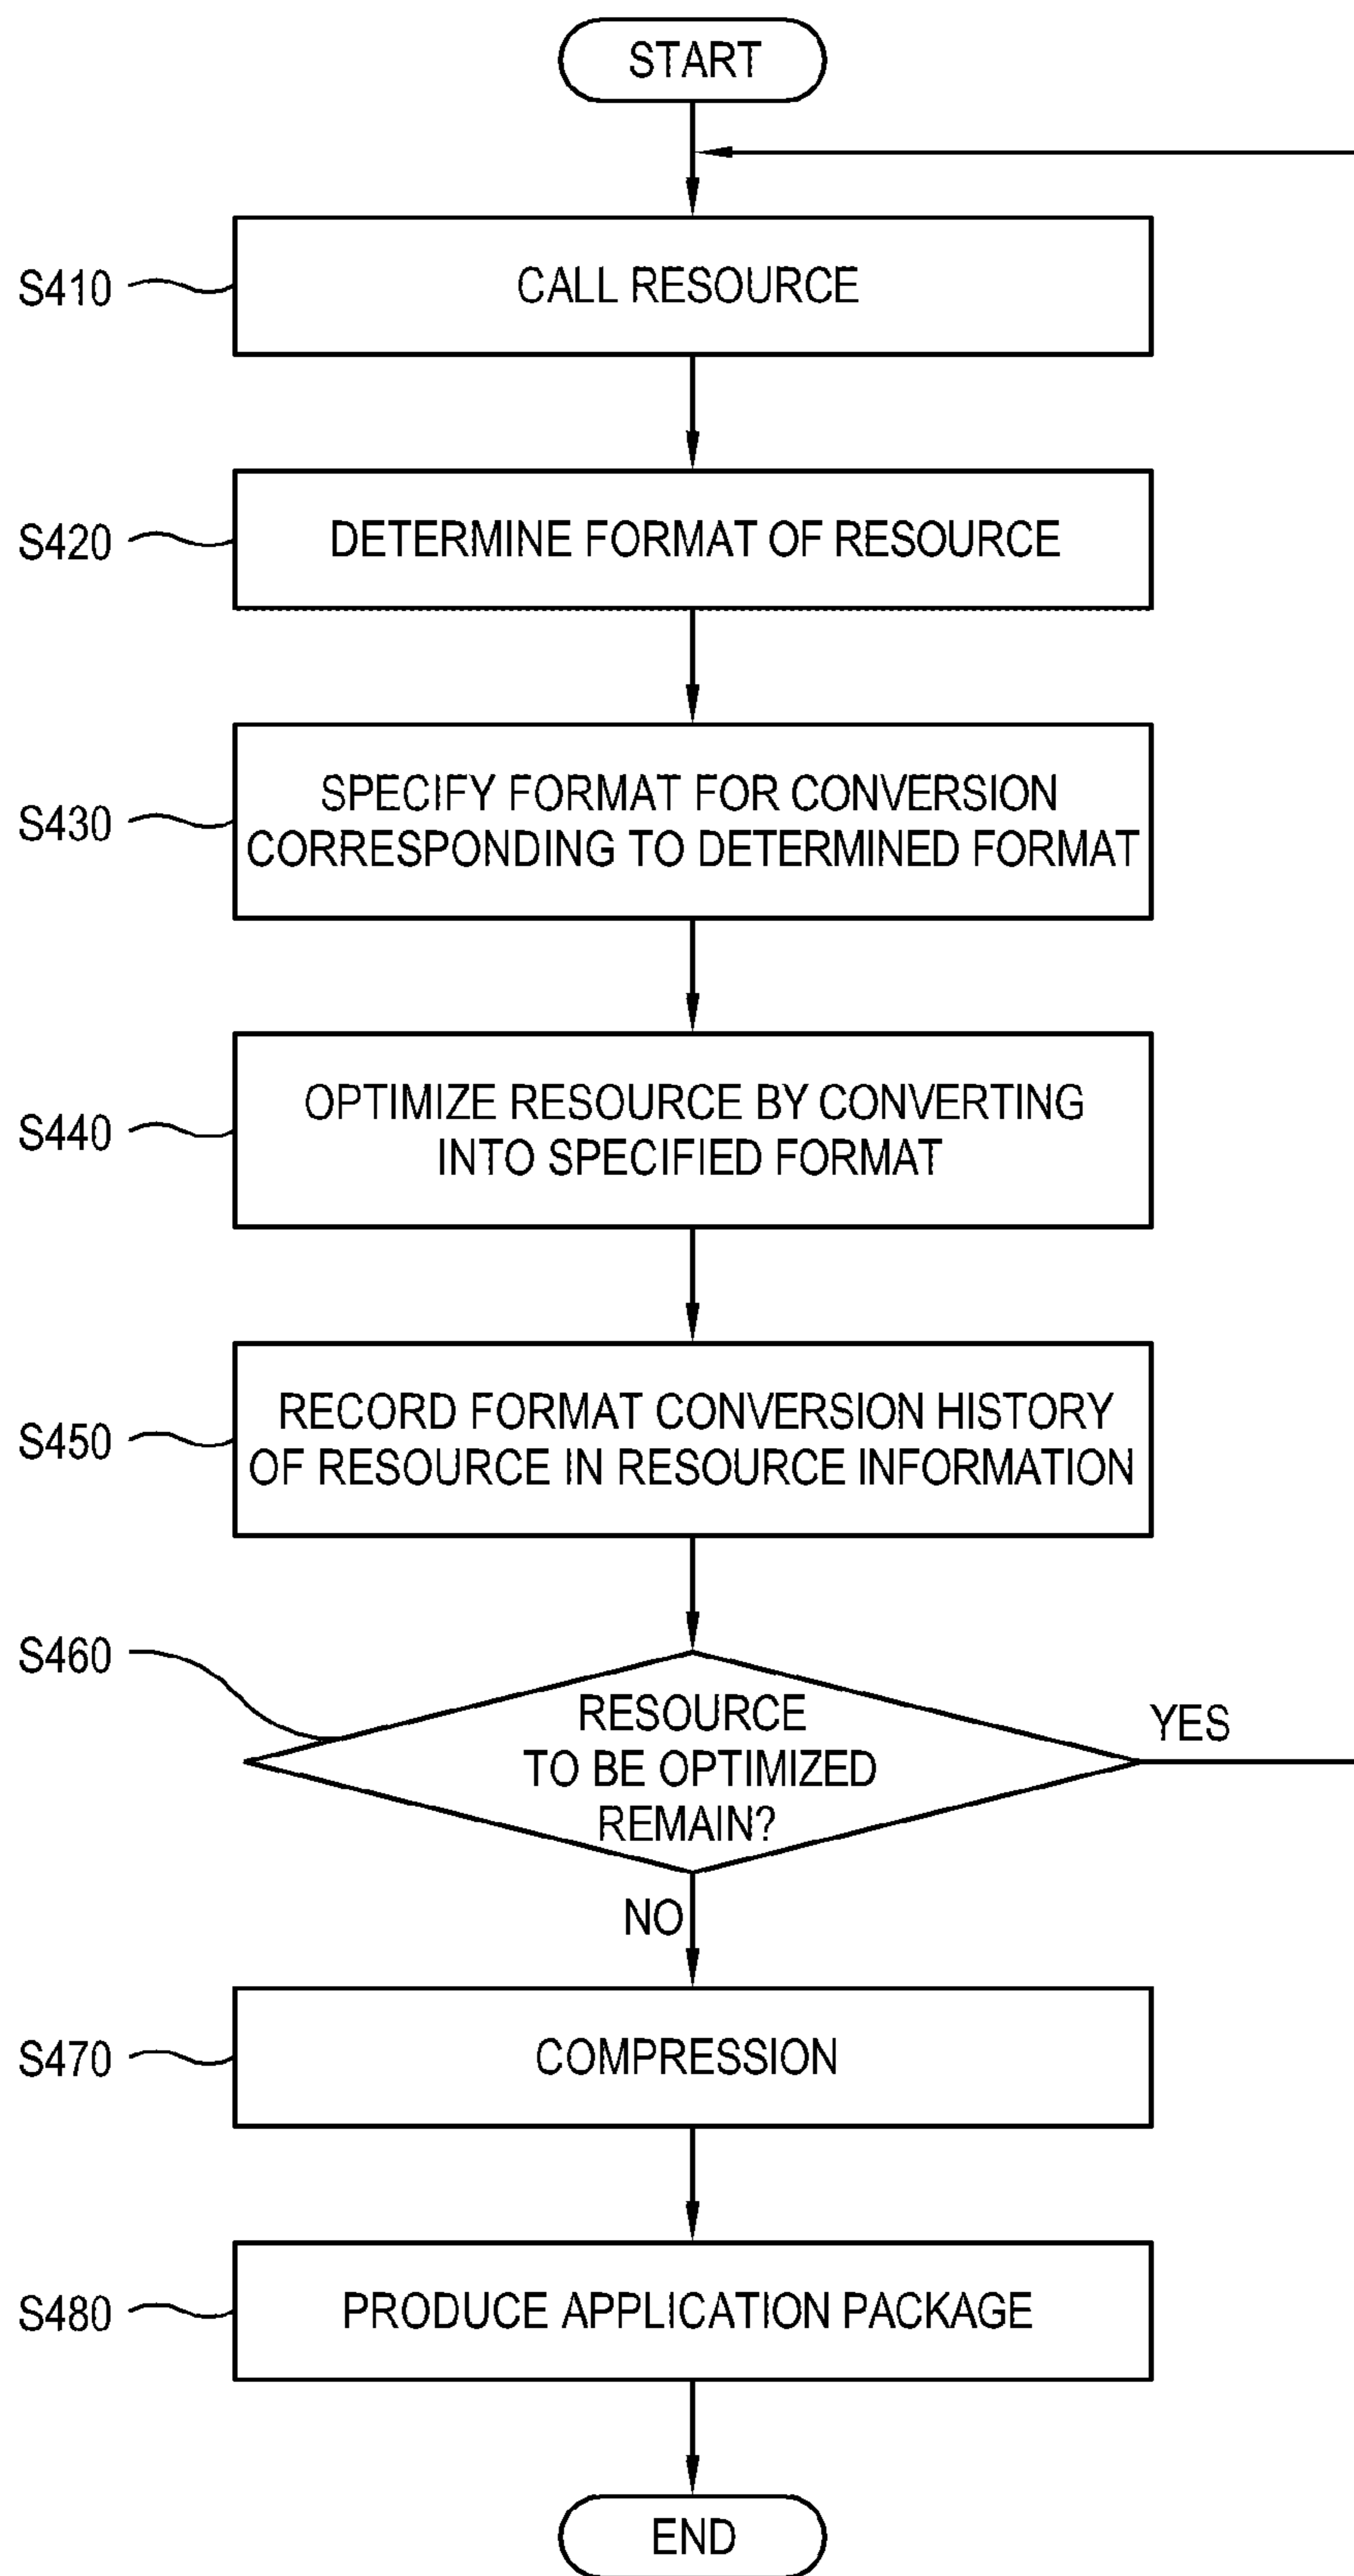 START
S410
CALL RESOURCE
S420
DETERMINE FORMAT OF RESOURCE
S430
SPECIFY FORMAT FOR CONVERSION
CORRESPONDING TO DETERMINED FORMAT
S440
OPTIMIZE RESOURCE BY CONVERTING
INTO SPECIFIED FORMAT
S450
RECORD FORMAT CONVERSION HISTORY
OF RESOURCE IN RESOURCE INFORMATION
S460
RESOURCE
TO BE OPTIMIZED
REMAIN?
YES
NO
S470
COMPRESSION
S480
PRODUCE APPLICATION PACKAGE
END